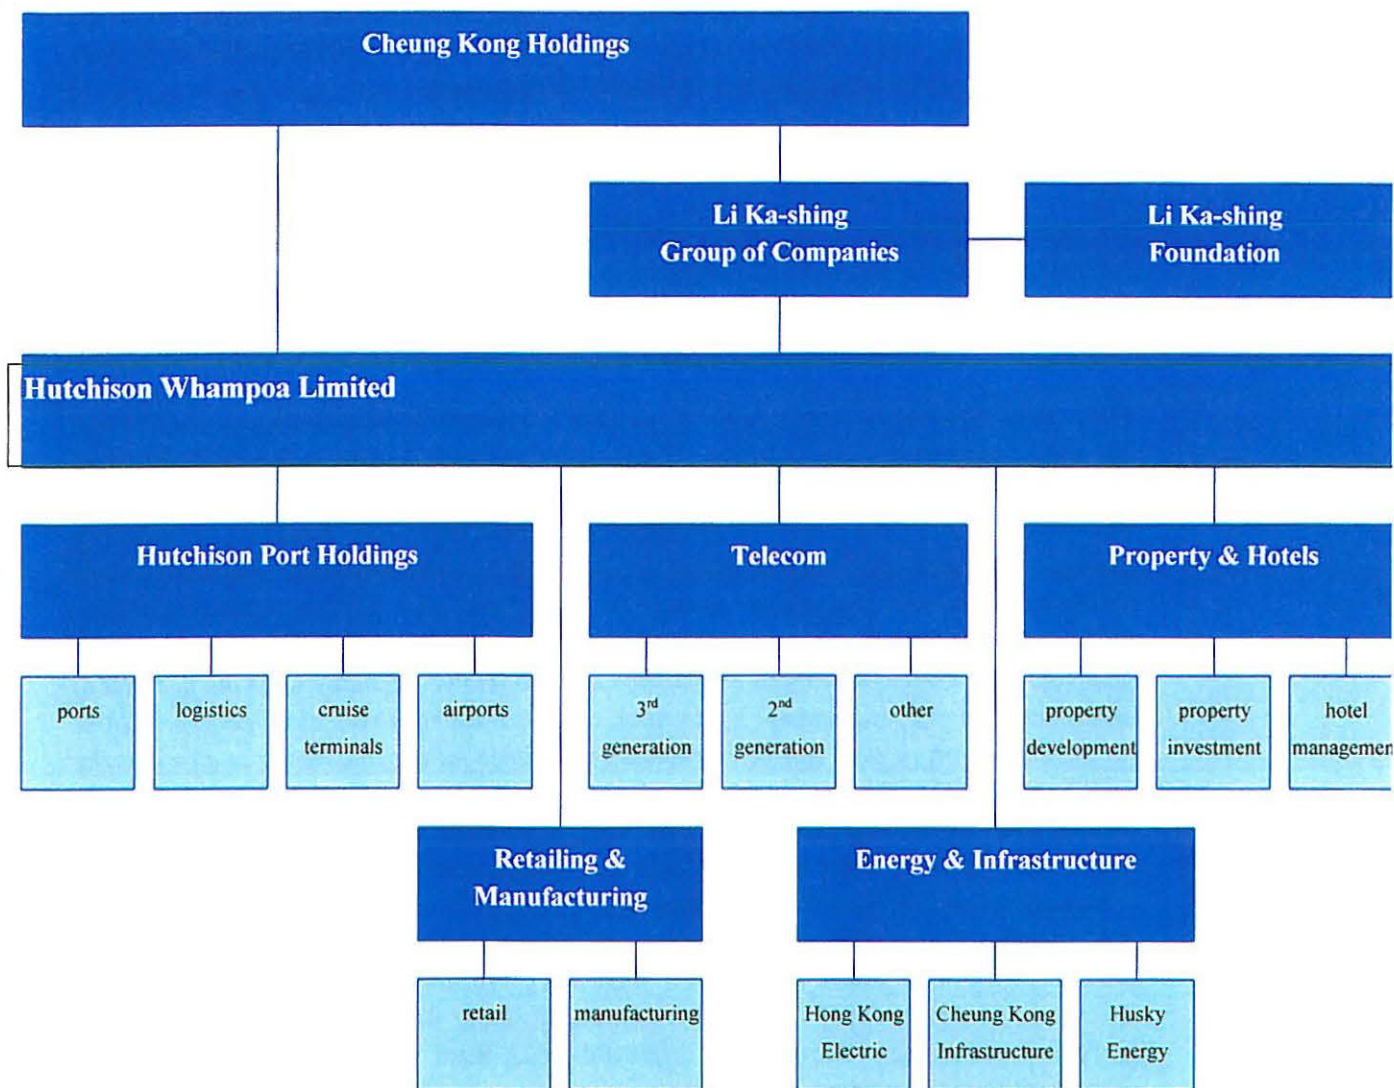 Cheung Kong Holdings
Li Ka-shing
Group of Companies
Li Ka-shing
Foundation
Hutchison Whampoa Limited
Hutchison Port Holdings
Telecom
Property & Hotels
ports
logistics
cruise
terminals
airports
3rd
generation
2nd
generation
other
property
development
property
investment
hotel
managemen
Retailing &
Manufacturing
Energy & Infrastructure
retail
manufacturing
Hong Kong
Electric
Cheung Kong
Infrastructure
Husky
Energy